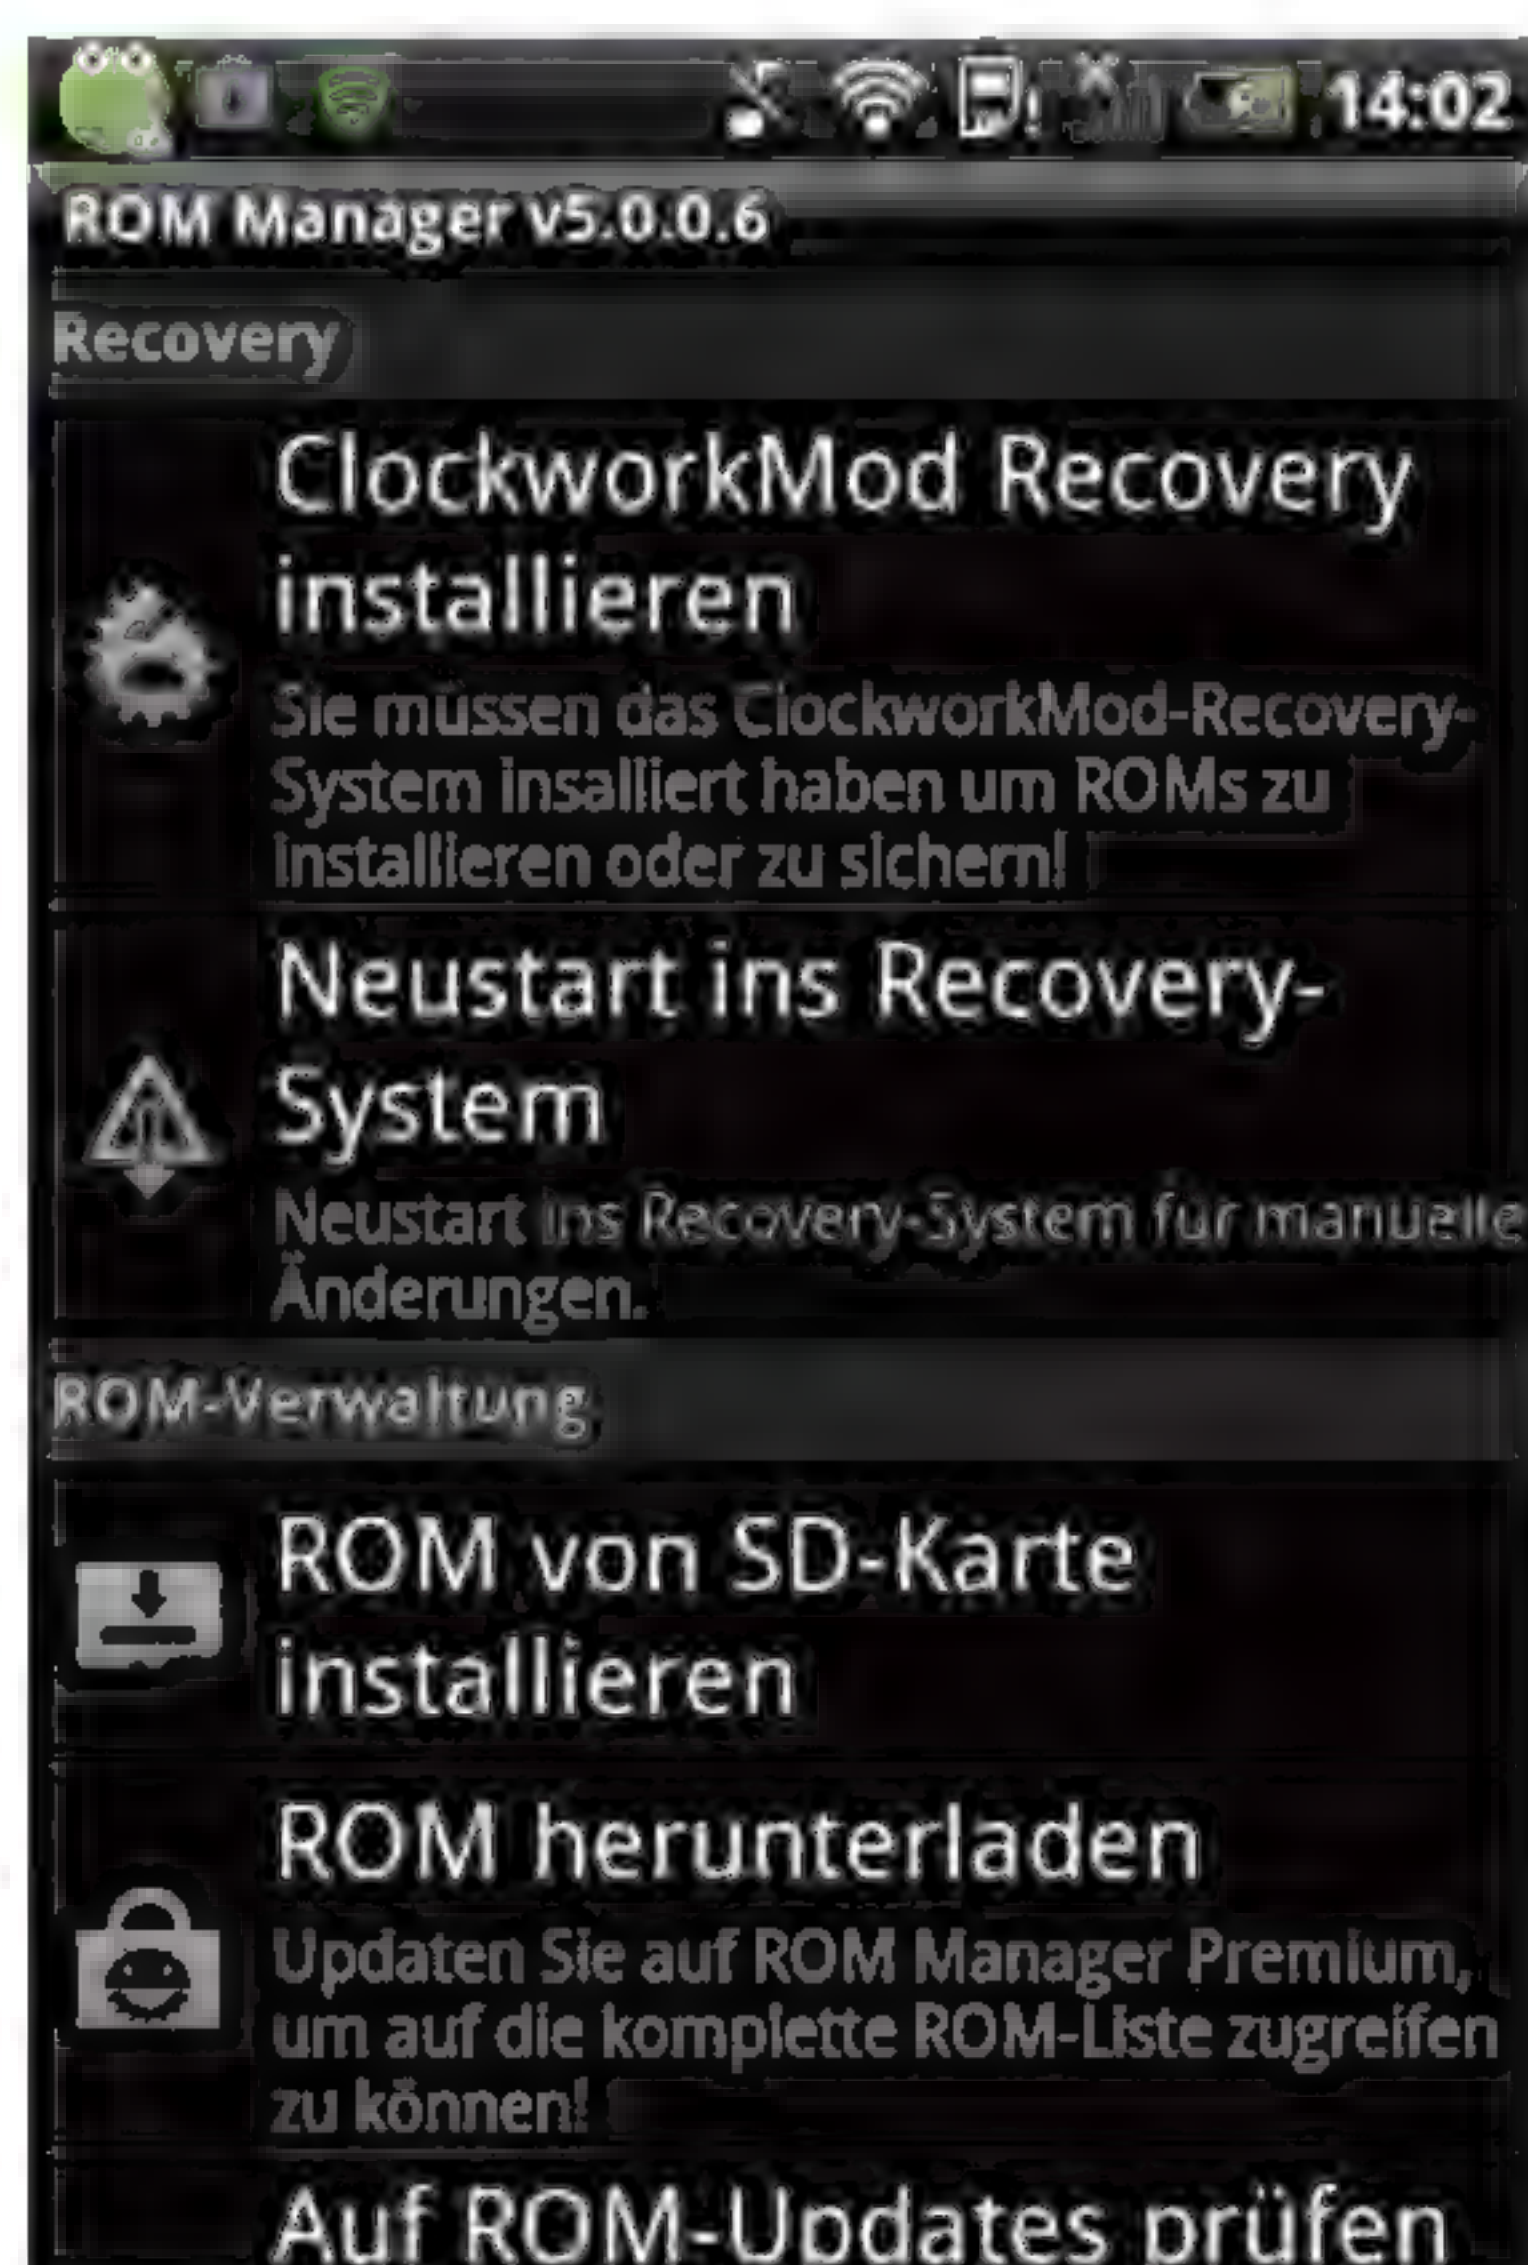 14:02
ROM Manager v5.0.0.6
Recovery
ClockworkMod Recovery
installieren
Sie müssen das ClockworkMod-Recovery-
System insalliert haben um ROMs zu
installieren oder zu sichern!
Neustart ins Recovery-
System
Neustart ins Recovery-System für manuelle
Änderungen.
ROM-Verwaltung
ROM von SD-Karte
installieren
ROM herunterladen
Updaten Sie auf ROM Manager Premium,
um auf die komplette ROM-Liste zugreifen
zu können!
Auf ROM-Updates prüfen